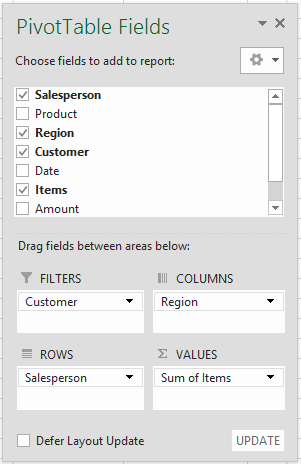 PivotTable Fields
Choose fields to add to report:
Salesperson
Product
Region
Customer
Date
Items
Amount
Drag fields between areas below:
FILTERS
COLUMNS
Customer
Region
ROWS
Σ VALUES
Salesperson
Sum of Items
Defer Layout Update
UPDATE